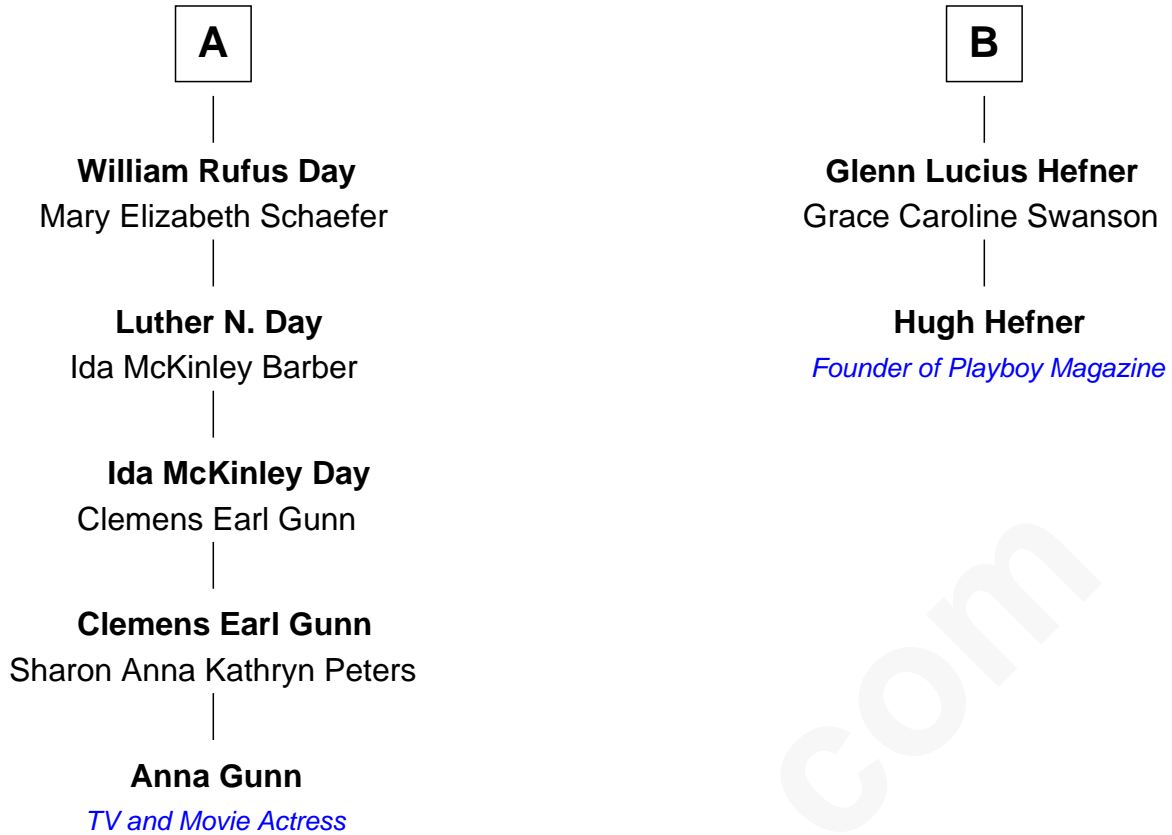 A
William Rufus Day
Mary Elizabeth Schaefer
Luther N. Day
Ida McKinley Barber
Ida McKinley Day
Clemens Earl Gunn
Clemens Earl Gunn
Sharon Anna Kathryn Peters
Anna Gunn
TV and Movie Actress
B
Glenn Lucius Hefner
Grace Caroline Swanson
Hugh Hefner
Founder of Playboy Magazine
com